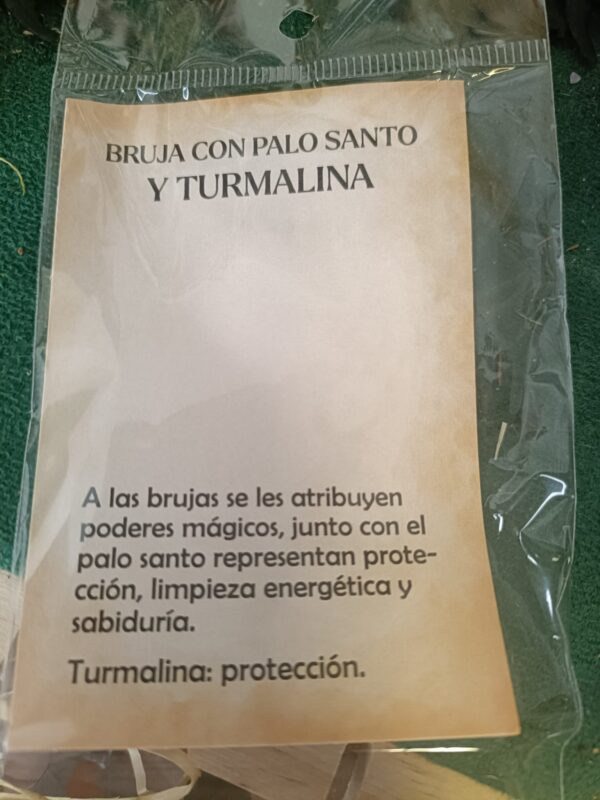 BRUJA CON PALO SANTO
Y TURMALINA
A las brujas se les atribuyen
poderes mágicos, junto con el
palo santo representan prote-
cción, limpieza energética y
sabiduría.
Turmalina: protección.